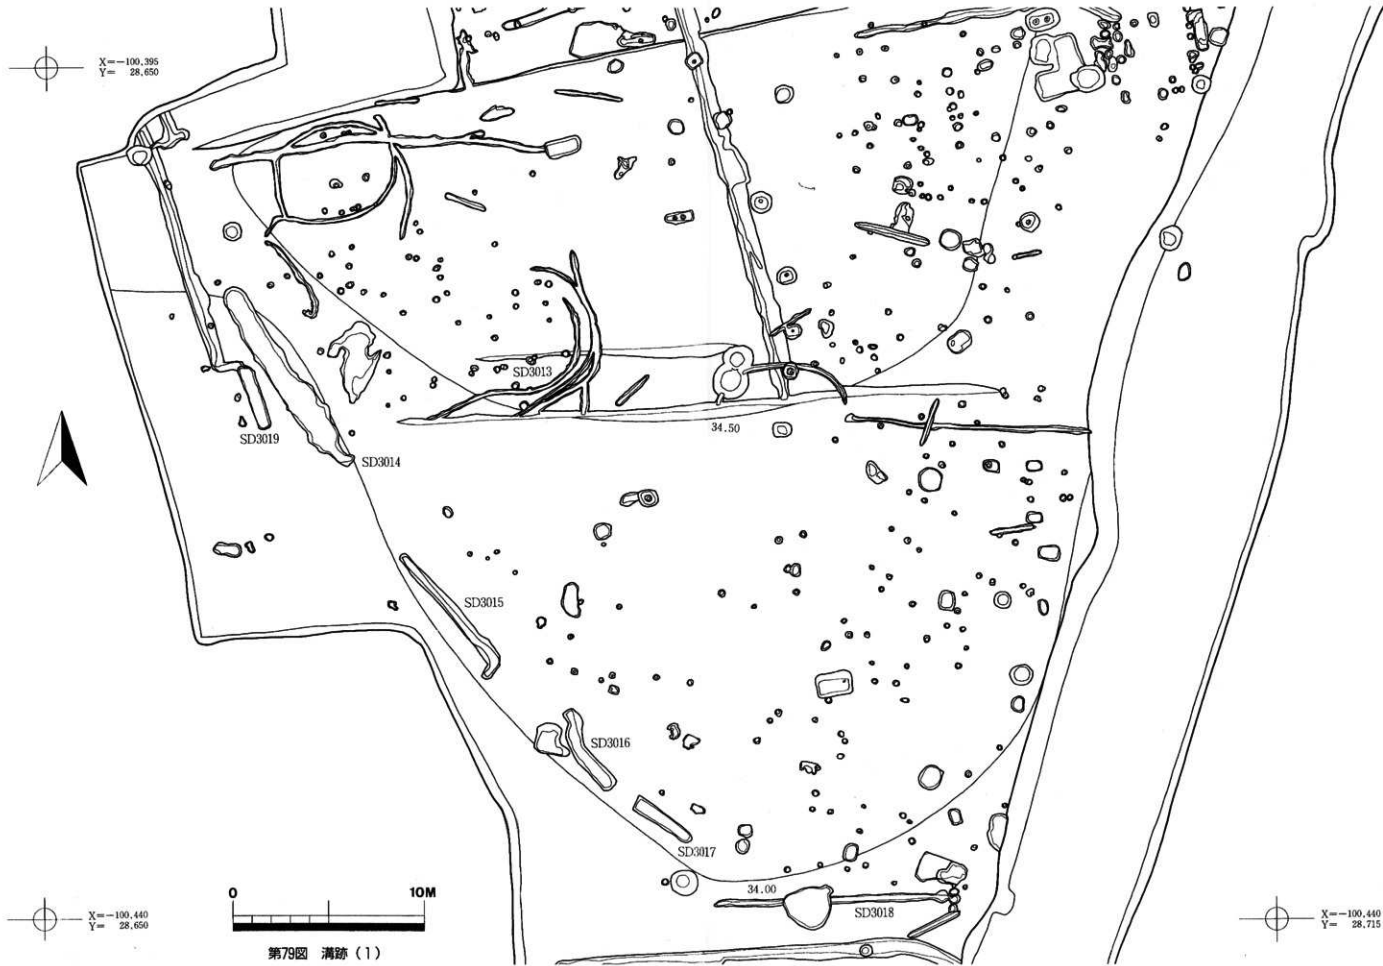 X=-100,395
Y= 28,650
SD3013
34.50
SD3019
SD3014
SD3015
SD3016
SD3017
34.00
SD3018
0 10M
X=-100,440
Y= 28,650
X=-100,440
Y= 28,715
第79図 溝跡（1）